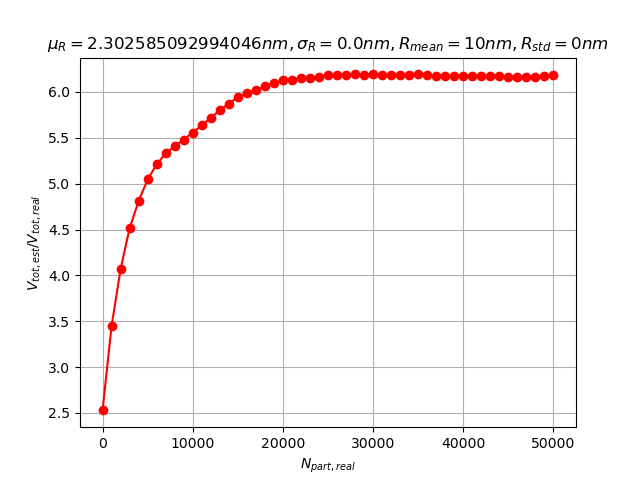 μ_R = 2.302585092994046nm, σ_R = 0.0nm, R_mean = 10nm, R_std = 0nm
6.0
5.5
5.0
4.5
4.0
3.5
3.0
2.5
V_tot, est/V_tot, real
0 10000 20000 30000 40000 50000
N_part, real